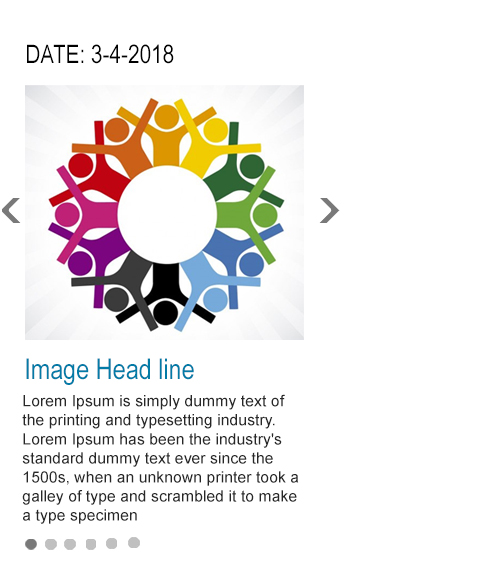 DATE: 3-4-2018
Image Head line
Lorem Ipsum is simply dummy text of
the printing and typesetting industry.
Lorem Ipsum has been the industry's
standard dummy text ever since the
1500s, when an unknown printer took a
galley of type and scrambled it to make
a type specimen